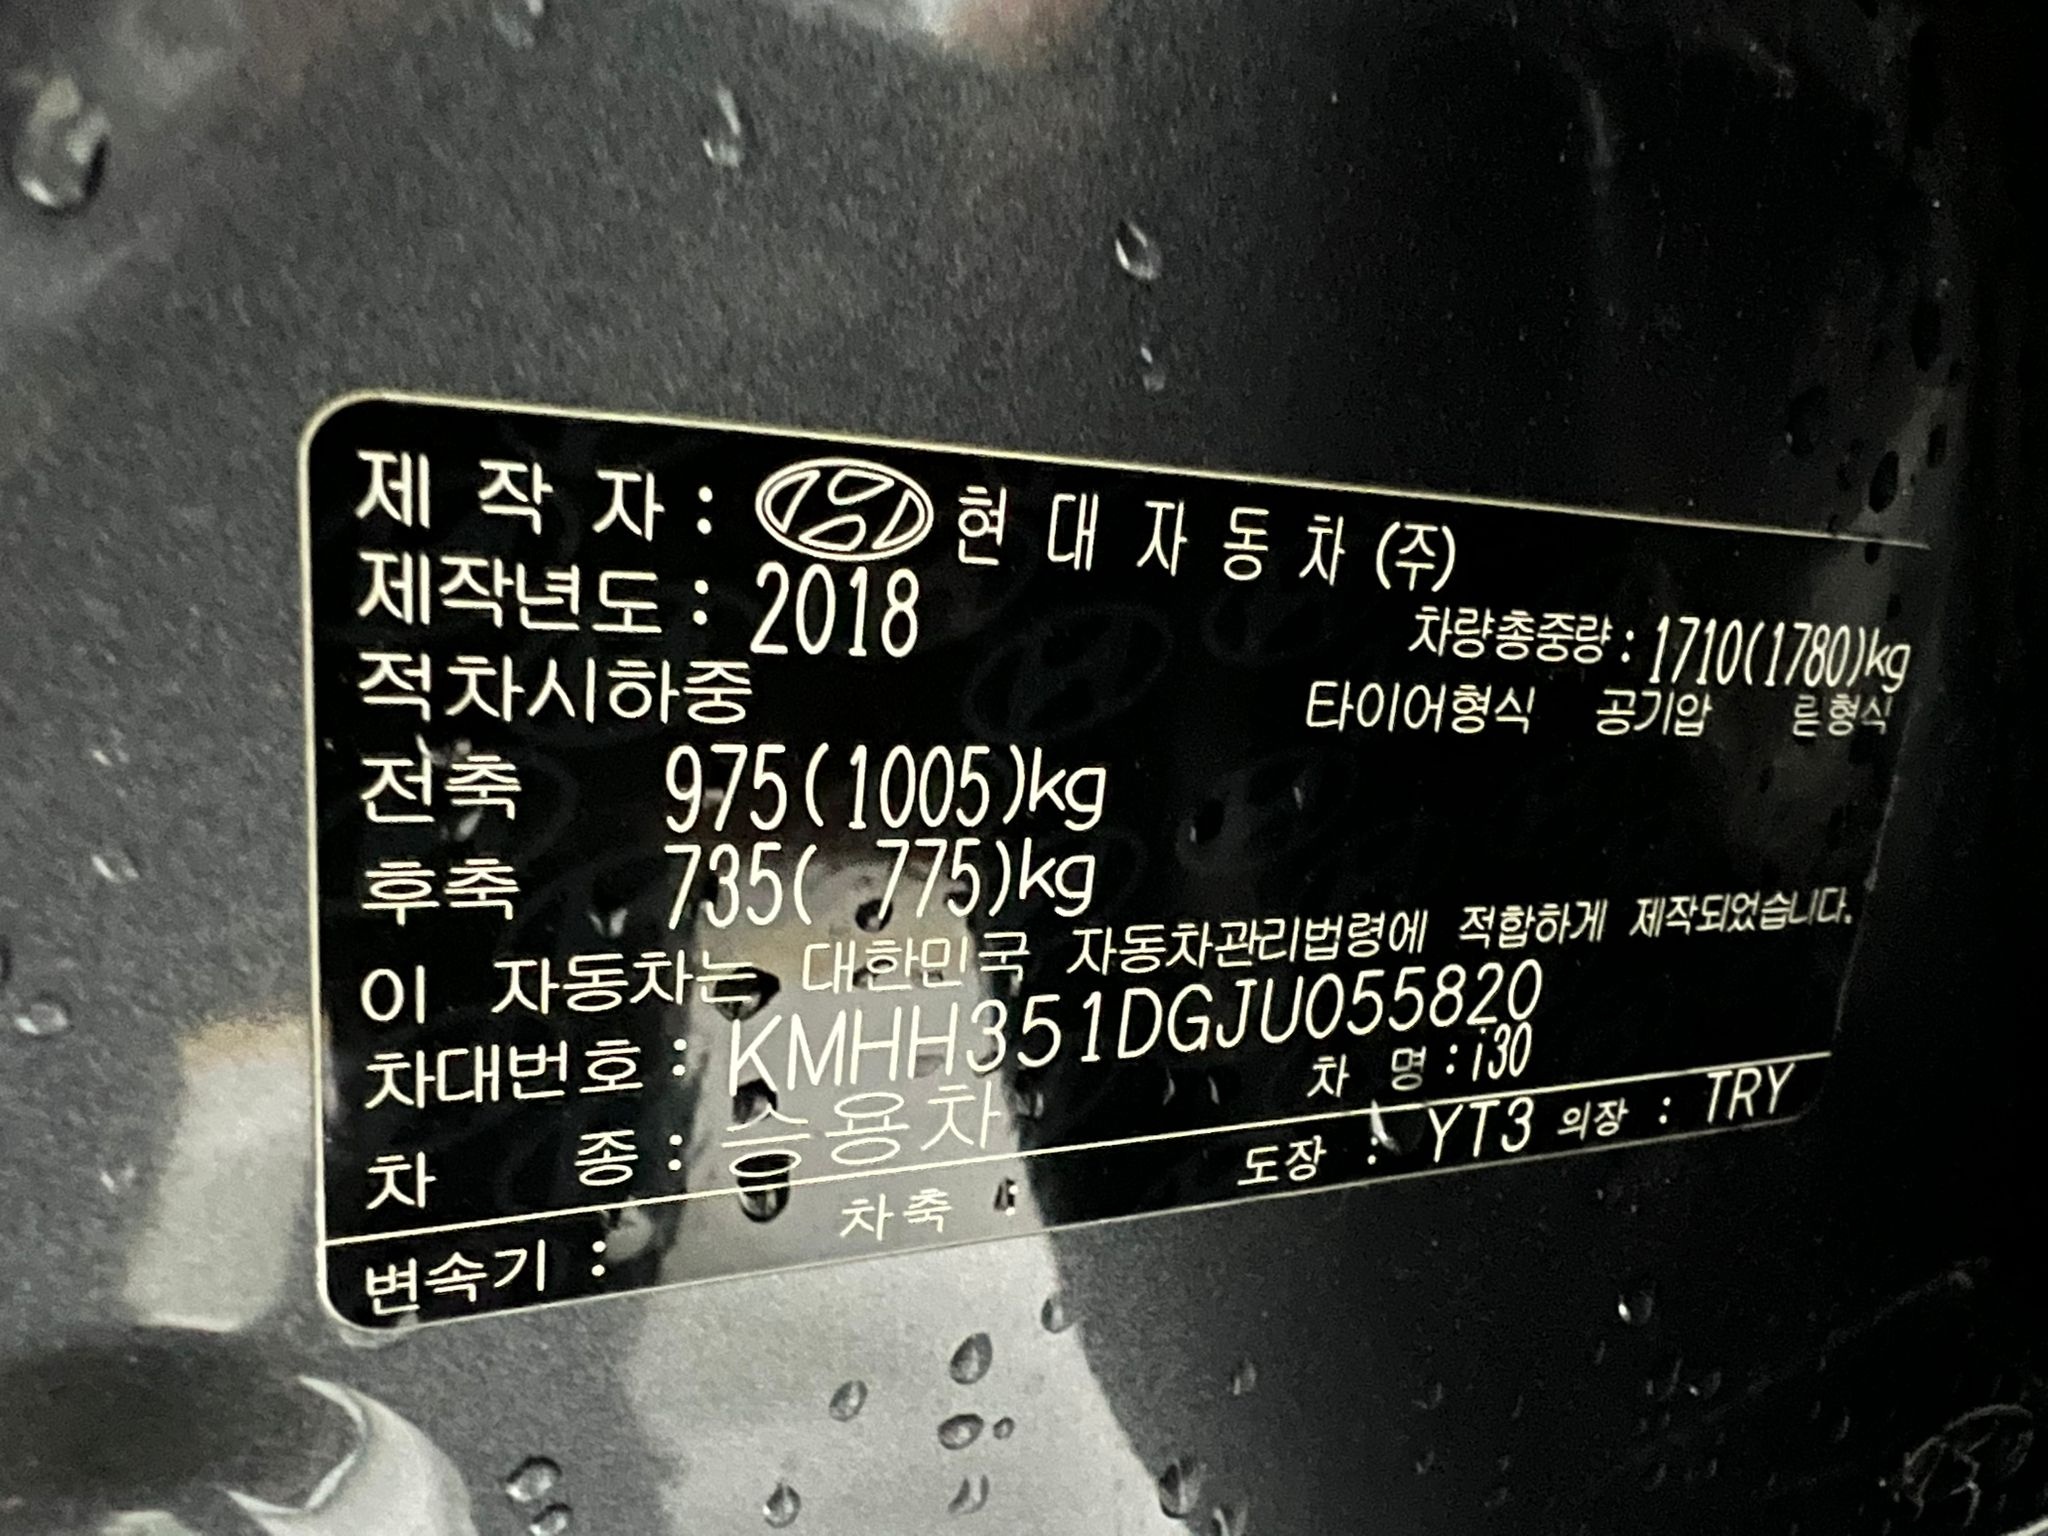 제 작 자 : 현 대 자 동 차 (주)
제작년도 : 2018
차량총중량 : 1710(1780)kg
적차시하중
타이어형식 공기압 륜형식
전축 975(1005)kg
후축 735( 775)kg
이 자동차는 대한민국 자동차관리법령에 적합하게 제작되었습니다.
차대번호 : KMHH351DGJU055820
차 종 : 승용차 차 명 : i30
변속기 : 차축 : 도장 : YT3 의장 : TRY